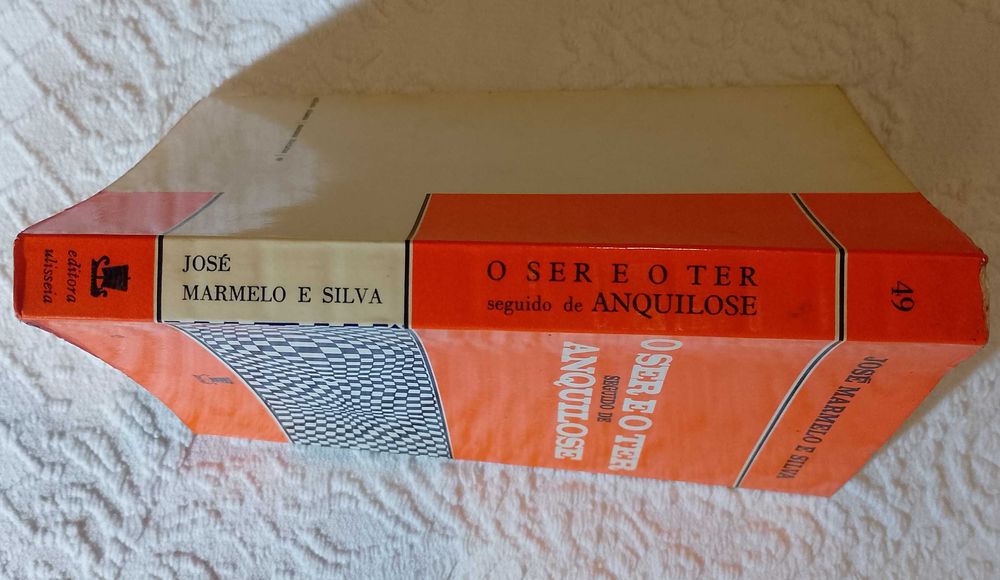 editora
ulisseia
JOSÉ
MARMELO E SILVA
O SER E O TER
seguido de ANQUILOSE
49
JOSÉ MARMELO E SILVA
O SER E O TER
SEGUIDO DE
ANQUILOSE